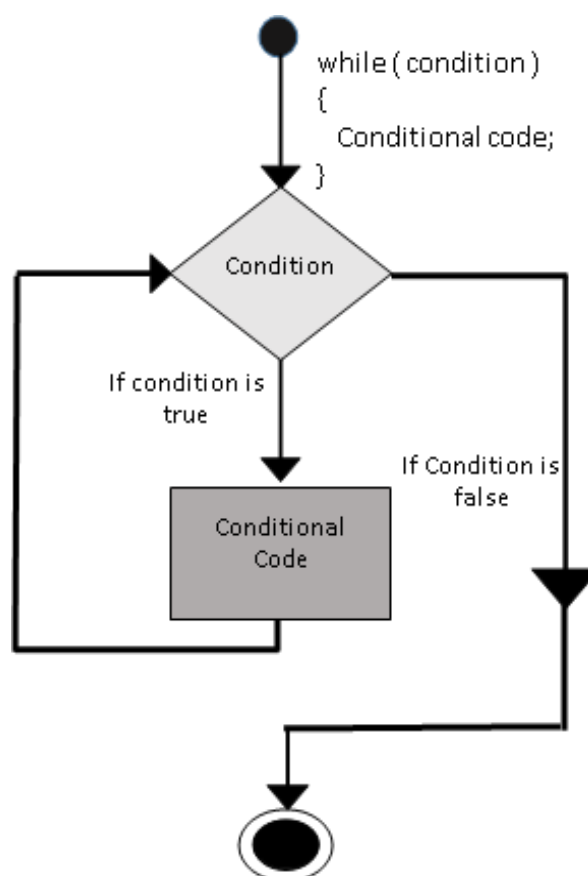 while ( condition )
{
Conditional code;
}
Condition
If condition is
true
If Condition is
false
Conditional
Code